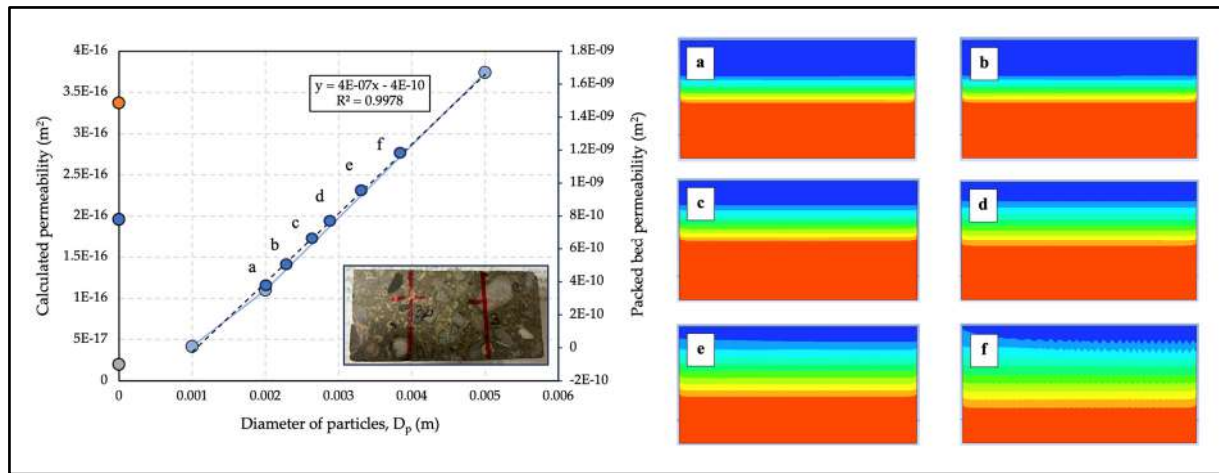 4E-16
3.5E-16
3E-16
2.5E-16
2E-16
1.5E-16
1E-16
5E-17
0
Calculated permeability (m²)
y = 4E-07x - 4E-10
R² = 0.9978
a
b
c
d
e
f
1.8E-09
1.6E-09
1.4E-09
1.2E-09
1E-09
8E-10
6E-10
4E-10
2E-10
0
-2E-10
Packed bed permeability (m²)
0 0.001 0.002 0.003 0.004 0.005 0.006
Diameter of particles, Dₚ (m)
a
b
c
d
e
f